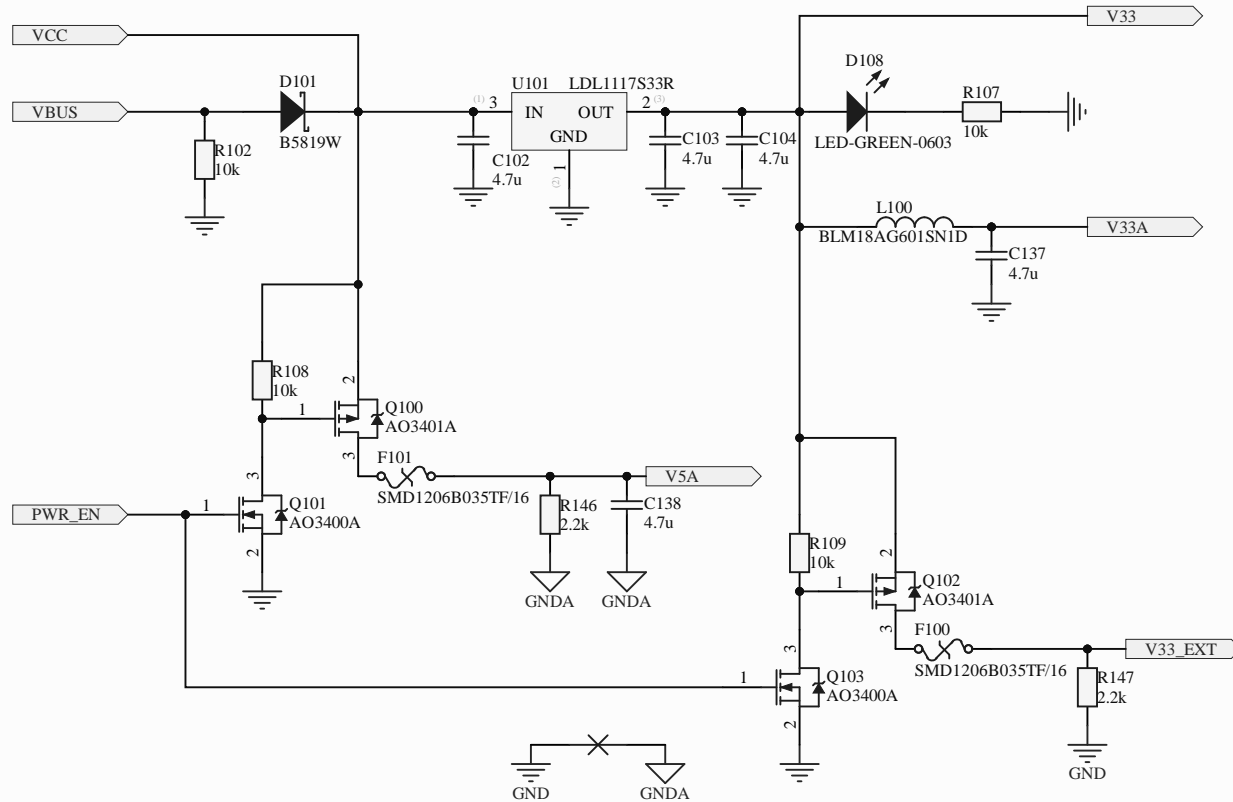 VCC
V33
D101
U101
LDL1117S33R
D108
VBUS
(1)
3
IN
OUT
2
(3)
R107
10k
B5819W
GND
C102
4.7u
C103
4.7u
C104
4.7u
LED-GREEN-0603
R102
10k
1
(2)
L100
V33A
BLM18AG601SN1D
C137
4.7u
R108
10k
2
1
Q100
AO3401A
3
F101
V5A
SMD1206B035TF/16
3
PWR_EN
1
Q101
AO3400A
2
R146
2.2k
C138
4.7u
GNDA
GNDA
R109
10k
2
1
Q102
AO3401A
3
F100
V33_EXT
SMD1206B035TF/16
3
1
Q103
AO3400A
2
R147
2.2k
GND
GND
GNDA